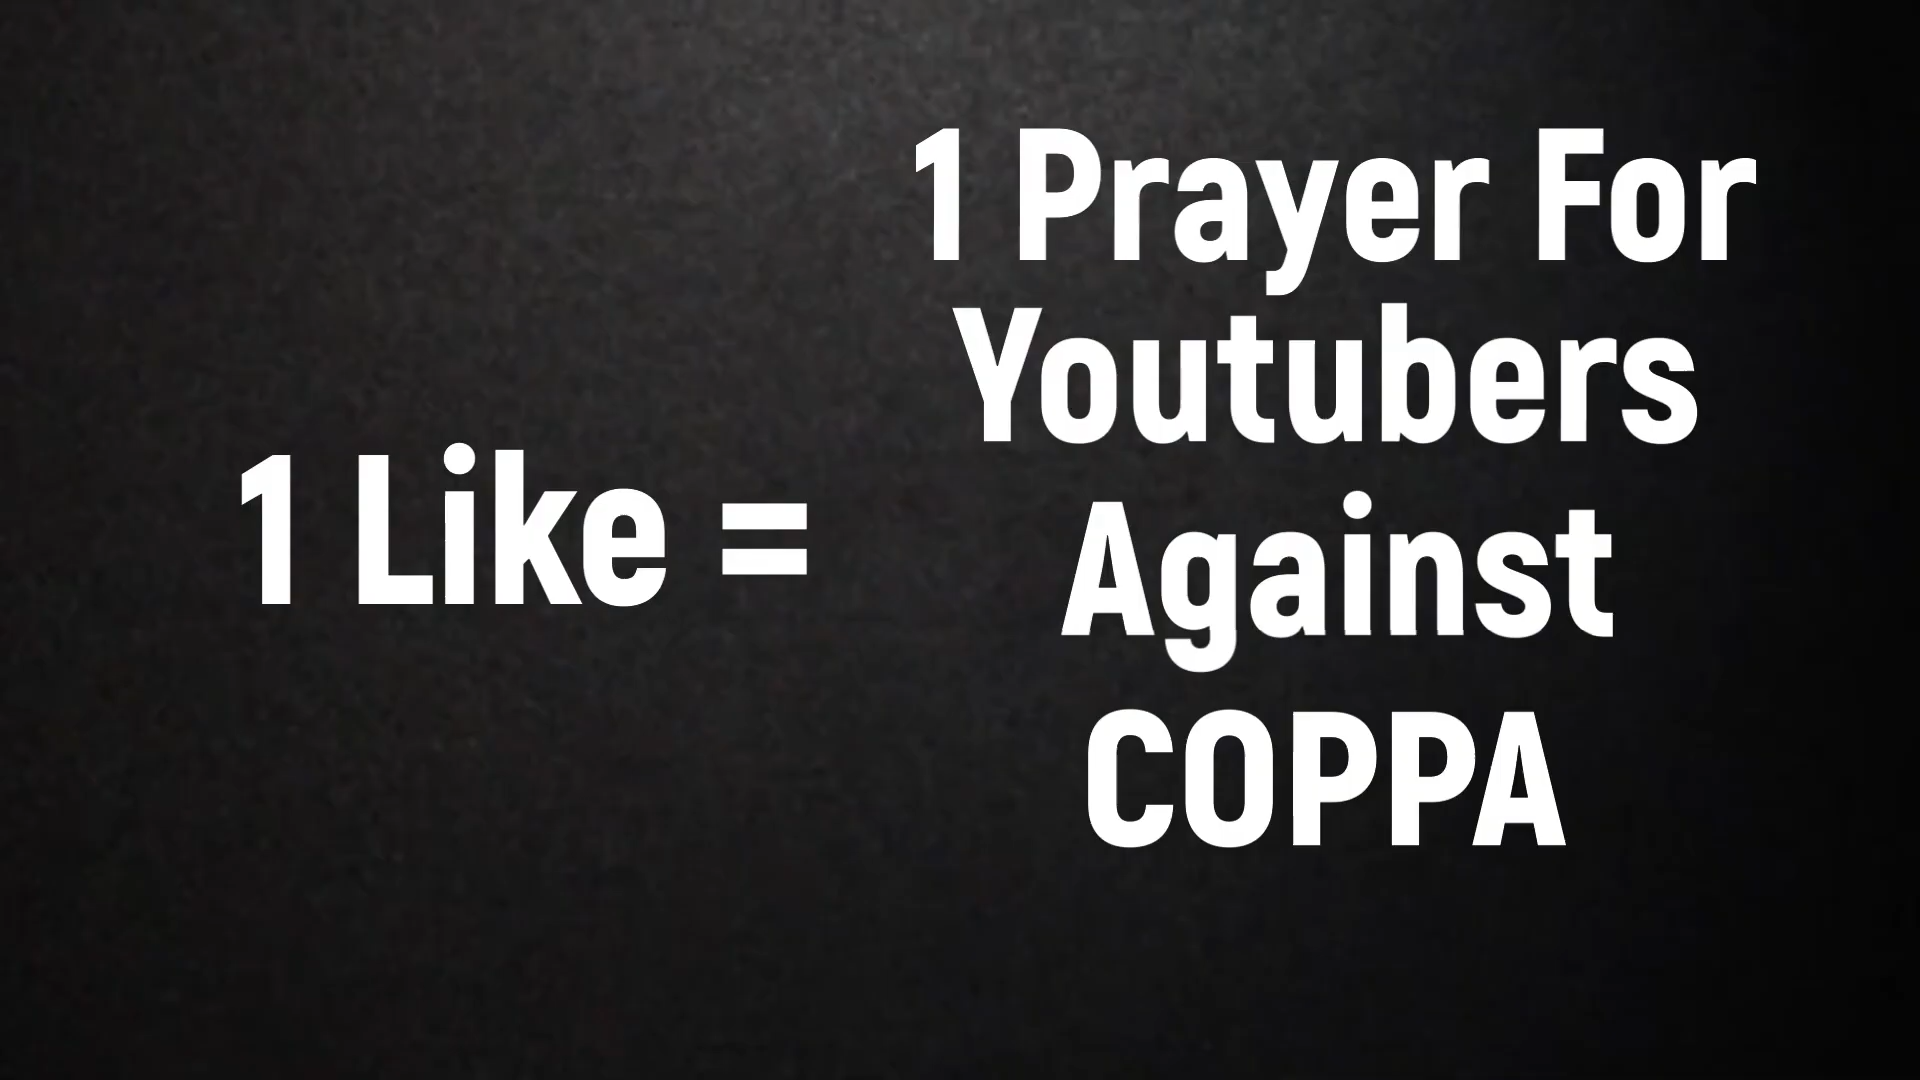 1 Like =
1 Prayer For
Youtubers
Against
COPPA